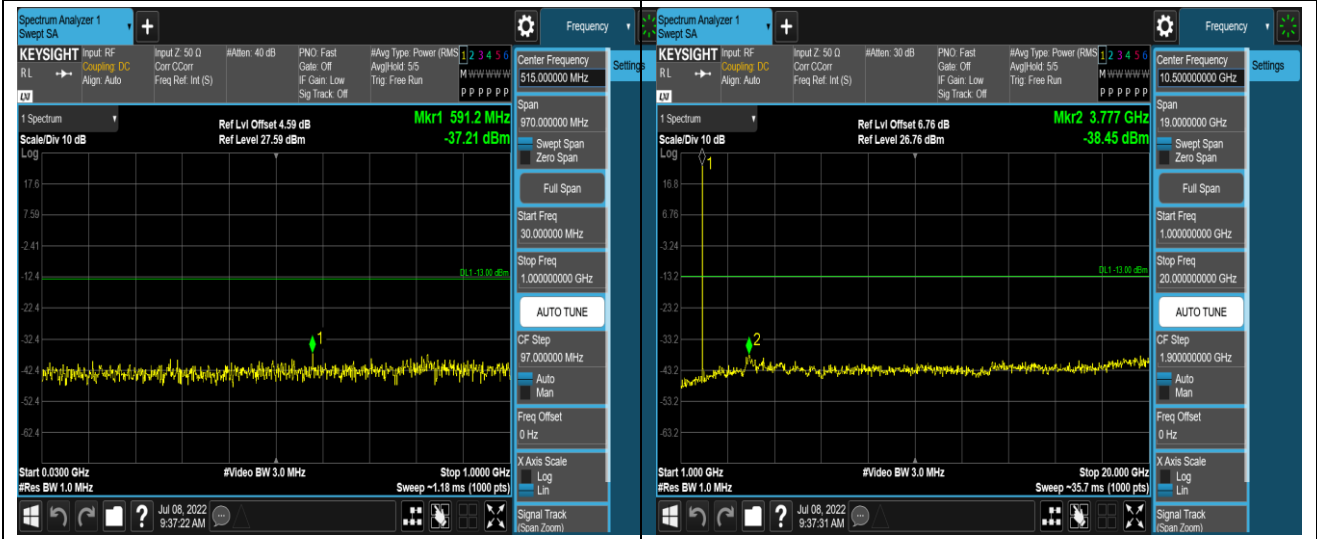 Spectrum Analyzer 1
Swept SA
+
Frequency
KEYSIGHT
Input: RF
Coupling: DC
Align: Auto
Input Z: 50 Ω
Corr CCorr
Freq Ref: Int (S)
#Atten: 40 dB
PNO: Fast
Gate: Off
IF Gain: Low
Sig Track: Off
#Avg Type: Power (RMS
Avg|Hold: 5/5
Trig: Free Run
1 2 3 4 5 6
M W W W W W
P P P P P P
RL
LXI
1 Spectrum
Scale/Div 10 dB
Log
Ref Lvl Offset 4.59 dB
Ref Level 27.59 dBm
Mkr1 591.2 MHz
-37.21 dBm
17.6
7.59
-2.41
-12.4
-22.4
-32.4
-42.4
-52.4
-62.4
DL1 -13.00 dBm
1
Start 0.0300 GHz
#Res BW 1.0 MHz
#Video BW 3.0 MHz
Stop 1.0000 GHz
Sweep ~1.18 ms (1000 pts)
?
Jul 08, 2022
9:37:22 AM
Center Frequency
515.000000 MHz
Settings
Span
970.000000 MHz
Swept Span
Zero Span
Full Span
Start Freq
30.000000 MHz
Stop Freq
1.000000000 GHz
AUTO TUNE
CF Step
97.000000 MHz
Auto
Man
Freq Offset
0 Hz
X Axis Scale
Log
Lin
Signal Track
(Span Zoom)
Spectrum Analyzer 1
Swept SA
+
Frequency
KEYSIGHT
Input: RF
Coupling: DC
Align: Auto
Input Z: 50 Ω
Corr CCorr
Freq Ref: Int (S)
#Atten: 30 dB
PNO: Fast
Gate: Off
IF Gain: Low
Sig Track: Off
#Avg Type: Power (RMS
Avg|Hold: 5/5
Trig: Free Run
1 2 3 4 5 6
M W W W W W
P P P P P P
RL
LXI
1 Spectrum
Scale/Div 10 dB
Log
Ref Lvl Offset 6.76 dB
Ref Level 26.76 dBm
Mkr2 3.777 GHz
-38.45 dBm
16.8
6.76
-3.24
-13.2
-23.2
-33.2
-43.2
-53.2
-63.2
DL1 -13.00 dBm
1
2
Start 1.000 GHz
#Res BW 1.0 MHz
#Video BW 3.0 MHz
Stop 20.000 GHz
Sweep ~35.7 ms (1000 pts)
?
Jul 08, 2022
9:37:31 AM
Center Frequency
10.500000000 GHz
Settings
Span
19.0000000 GHz
Swept Span
Zero Span
Full Span
Start Freq
1.000000000 GHz
Stop Freq
20.000000000 GHz
AUTO TUNE
CF Step
1.900000000 GHz
Auto
Man
Freq Offset
0 Hz
X Axis Scale
Log
Lin
Signal Track
(Span Zoom)